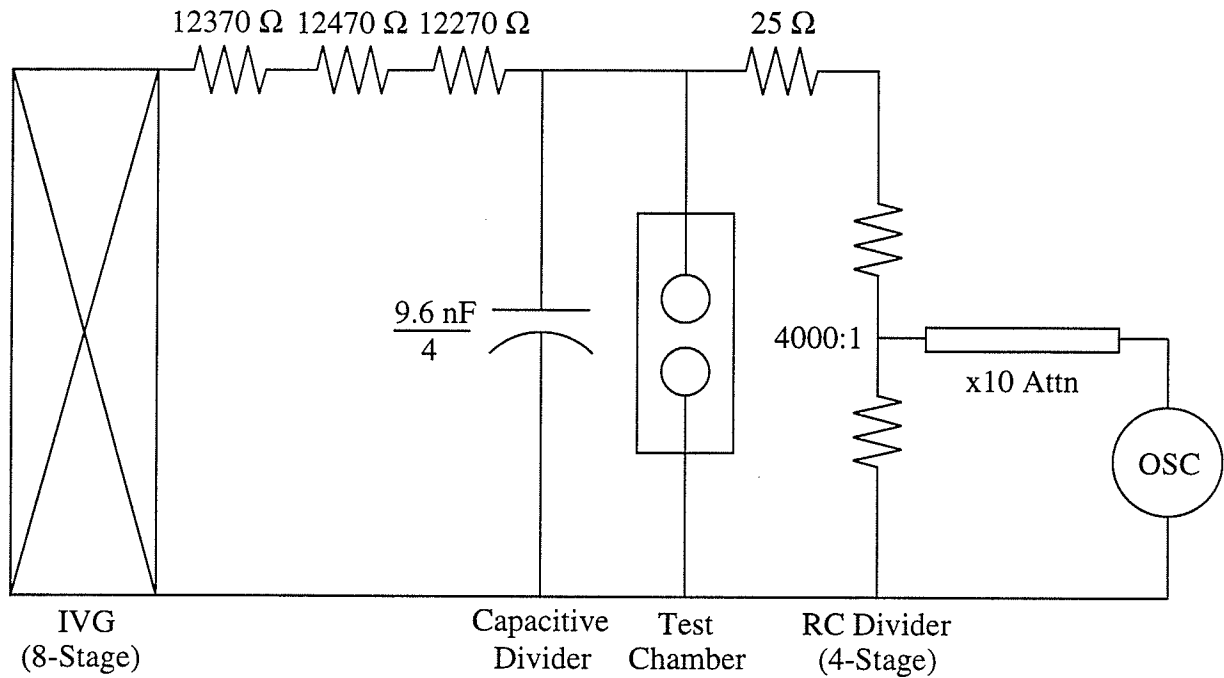 12370 Ω 12470 Ω 12270 Ω 25 Ω
9.6 nF
4
4000:1
x10 Attn
OSC
IVG
(8-Stage)
Capacitive
Divider
Test
Chamber
RC Divider
(4-Stage)